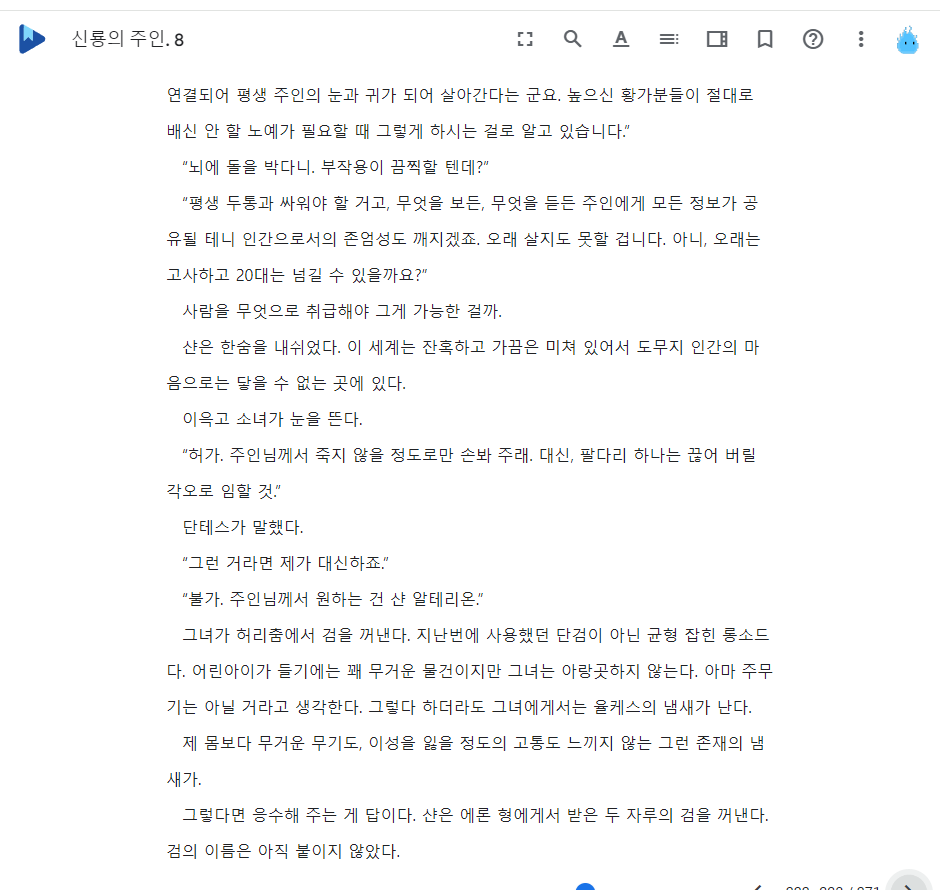 신룡의 주인. 8
연결되어 평생 주인의 눈과 귀가 되어 살아간다는 군요. 높으신 황가분들이 절대로
배신 안 할 노예가 필요할 때 그렇게 하시는 걸로 알고 있습니다.”
“뇌에 돌을 박다니. 부작용이 끔찍할 텐데?”
“평생 두통과 싸워야 할 거고, 무엇을 보든, 무엇을 듣든 주인에게 모든 정보가 공
유될 테니 인간으로서의 존엄성도 깨지겠죠. 오래 살지도 못할 겁니다. 아니, 오래는
고사하고 20대는 넘길 수 있을까요?”
사람을 무엇으로 취급해야 그게 가능한 걸까.
샨은 한숨을 내쉬었다. 이 세계는 잔혹하고 가끔은 미쳐 있어서 도무지 인간의 마
음으로는 닿을 수 없는 곳에 있다.
이윽고 소녀가 눈을 뜬다.
“허가. 주인님께서 죽지 않을 정도로만 손봐 주래. 대신, 팔다리 하나는 끊어 버릴
각오로 임할 것.”
단테스가 말했다.
“그런 거라면 제가 대신하죠.”
“불가. 주인님께서 원하는 건 샨 알테리온.”
그녀가 허리춤에서 검을 꺼낸다. 지난번에 사용했던 단검이 아닌 균형 잡힌 롱소드
다. 어린아이가 들기에는 꽤 무거운 물건이지만 그녀는 아랑곳하지 않는다. 아마 주무
기는 아닐 거라고 생각한다. 그렇다 하더라도 그녀에게서는 율케스의 냄새가 난다.
제 몸보다 무거운 무기도, 이성을 잃을 정도의 고통도 느끼지 않는 그런 존재의 냄
새가.
그렇다면 응수해 주는 게 답이다. 샨은 에론 형에게서 받은 두 자루의 검을 꺼낸다.
검의 이름은 아직 붙이지 않았다.